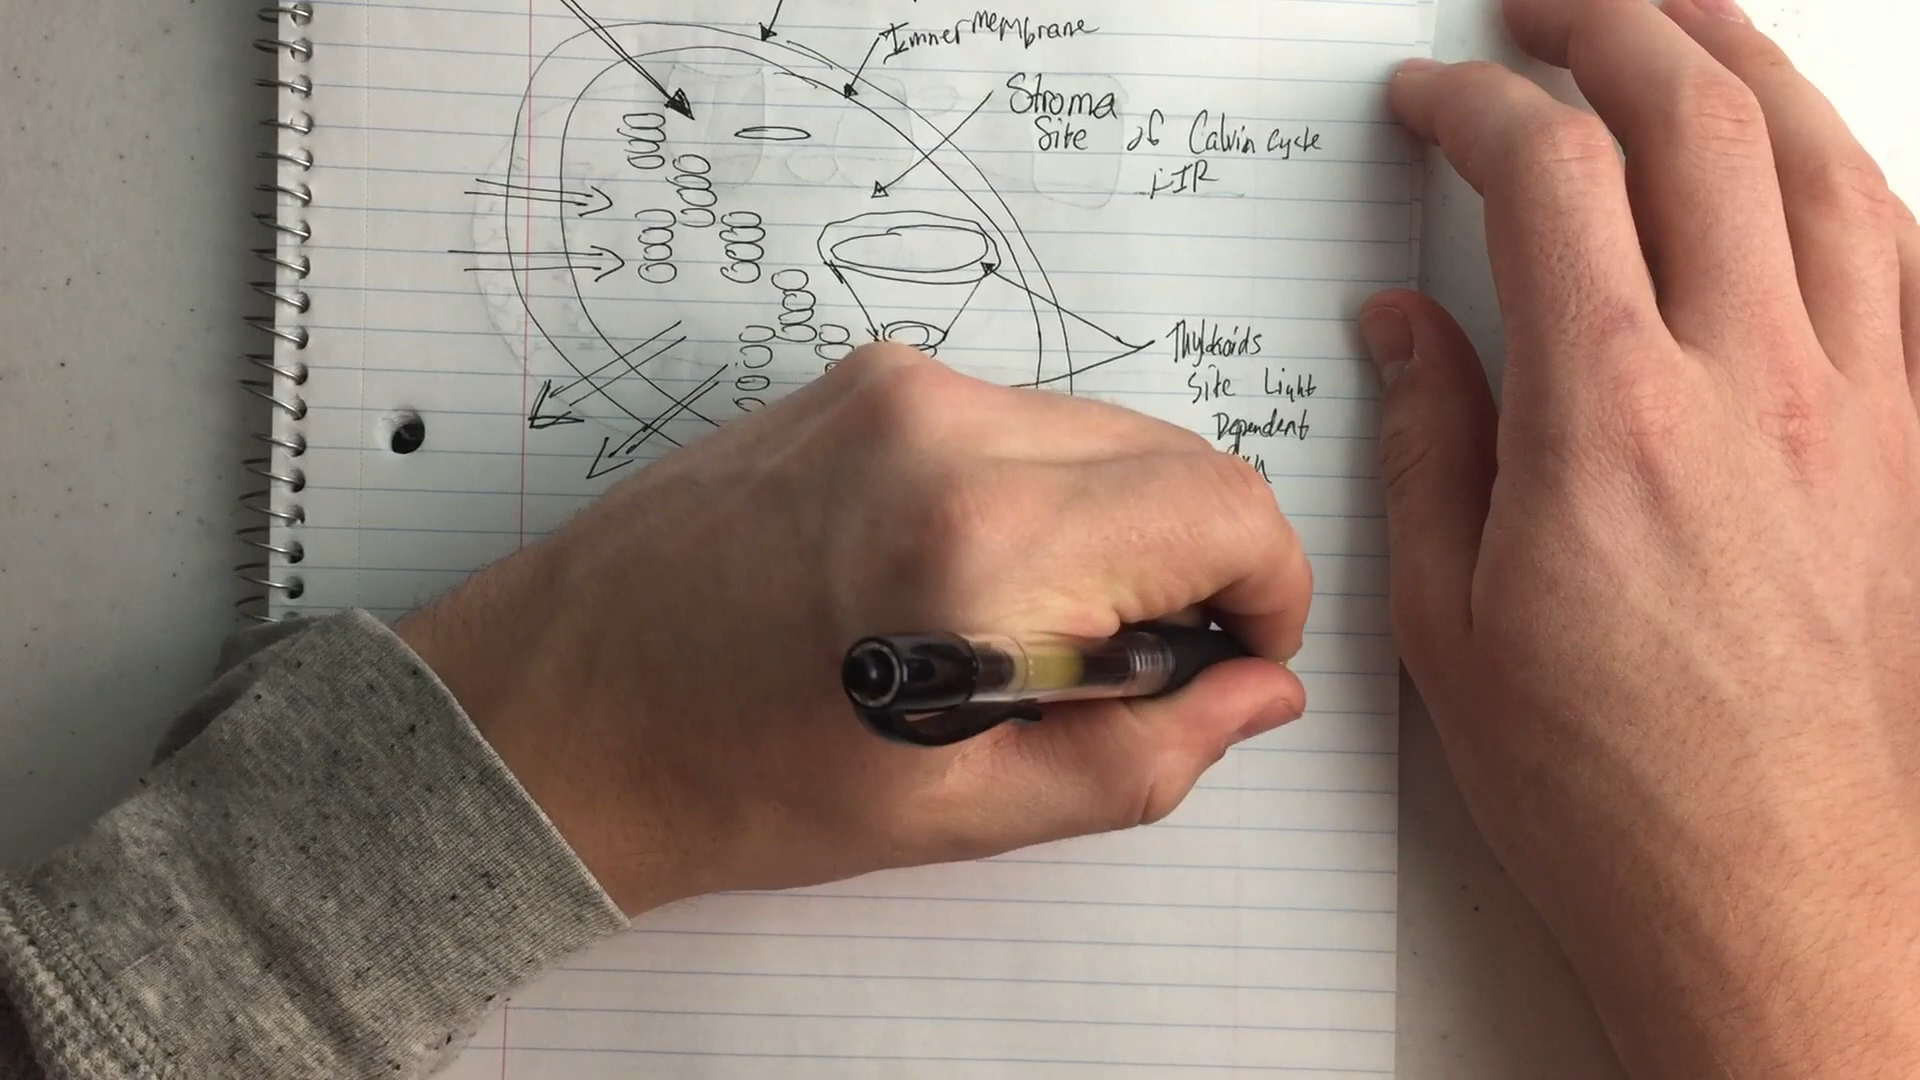 Inner membrane
Stroma
Site of Calvin cycle
LIR
Thylakoids
Site Light
Dependent